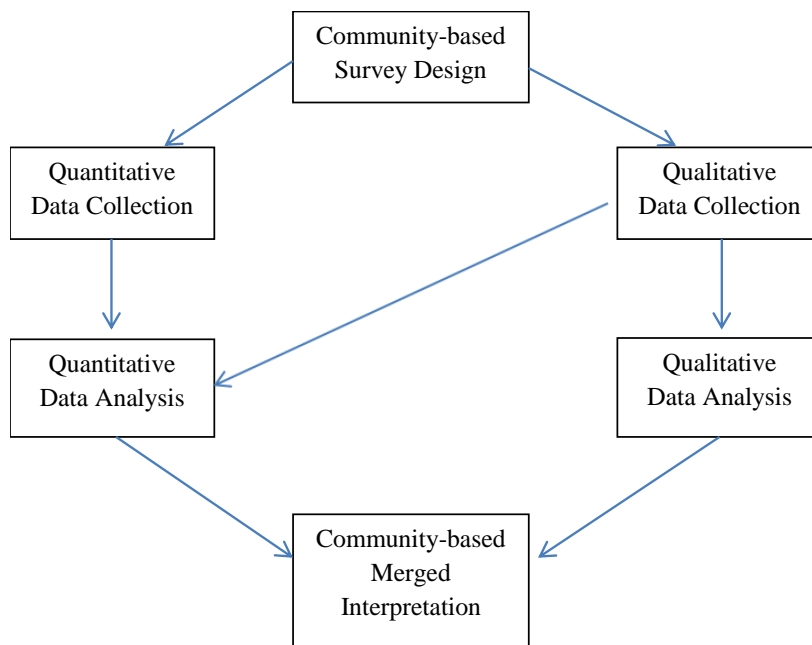 Community-based
Survey Design
Quantitative
Data Collection
Qualitative
Data Collection
Quantitative
Data Analysis
Qualitative
Data Analysis
Community-based
Merged
Interpretation